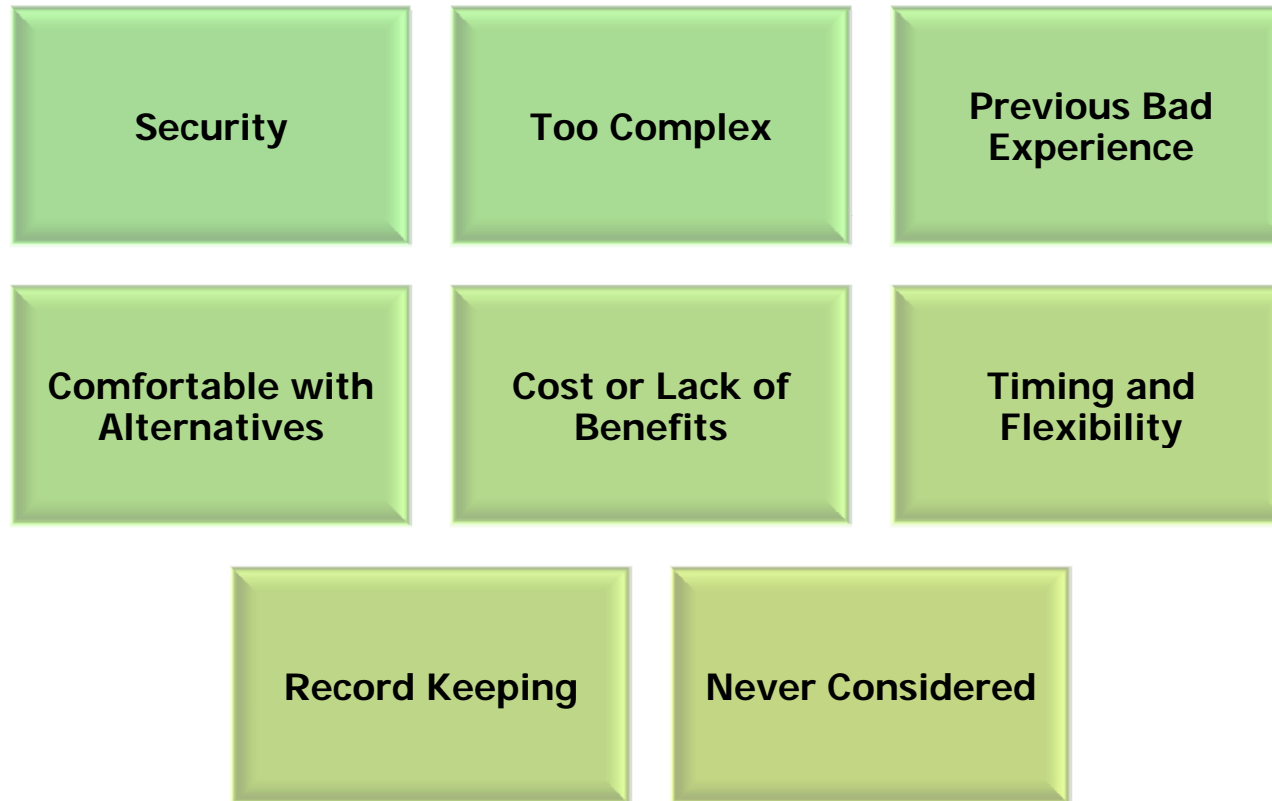 Security
Too Complex
Previous Bad
Experience
Comfortable with
Alternatives
Cost or Lack of
Benefits
Timing and
Flexibility
Record Keeping
Never Considered